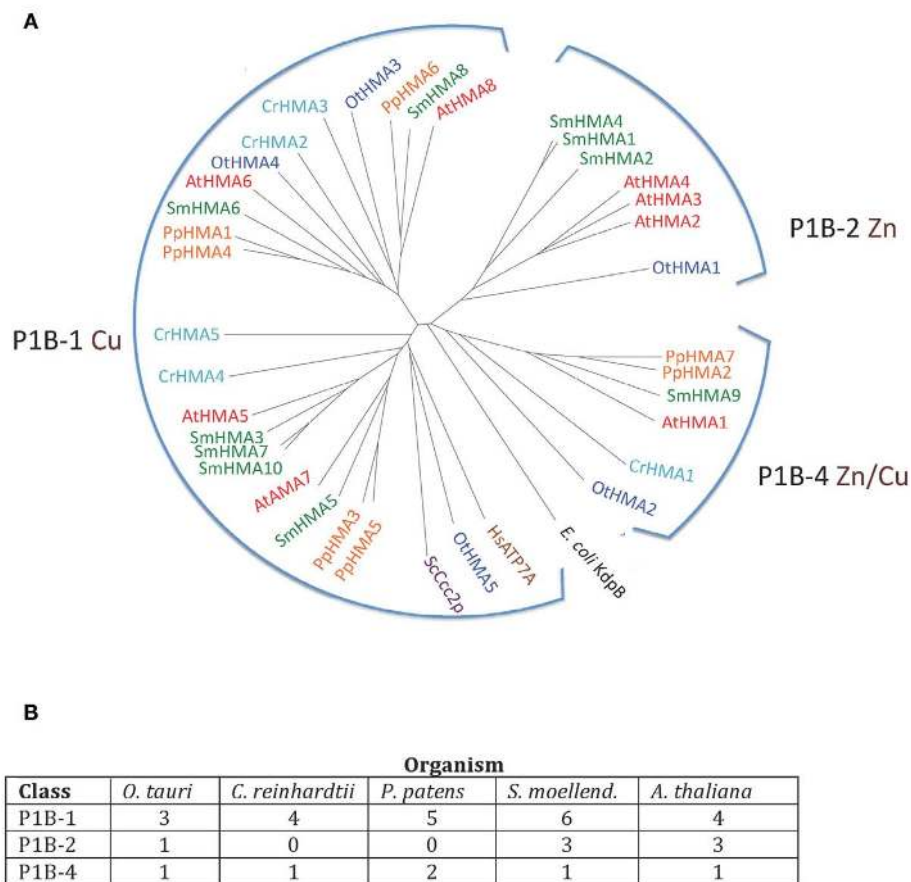 A
OtHMA3
PpHMA6
SmHMA8
AtHMA8
CrHMA3
CrHMA2
OtHMA4
AtHMA6
SmHMA6
PpHMA1
PpHMA4
SmHMA4
SmHMA1
SmHMA2
AtHMA4
AtHMA3
AtHMA2
OtHMA1
P1B-2 Zn
P1B-1 Cu
CrHMA5
CrHMA4
AtHMA5
SmHMA3
SmHMA7
SmHMA10
AtAMA7
SmHMA5
PpHMA3
PpHMA5
ScCcc2p
OtHMA5
HsATP7A
E. coli KdpB
PpHMA7
PpHMA2
SmHMA9
AtHMA1
CrHMA1
OtHMA2
P1B-4 Zn/Cu
B
Organism
Class O. tauri C. reinhardtii P. patens S. moellend. A. thaliana
P1B-1 3 4 5 6 4
P1B-2 1 0 0 3 3
P1B-4 1 1 2 1 1